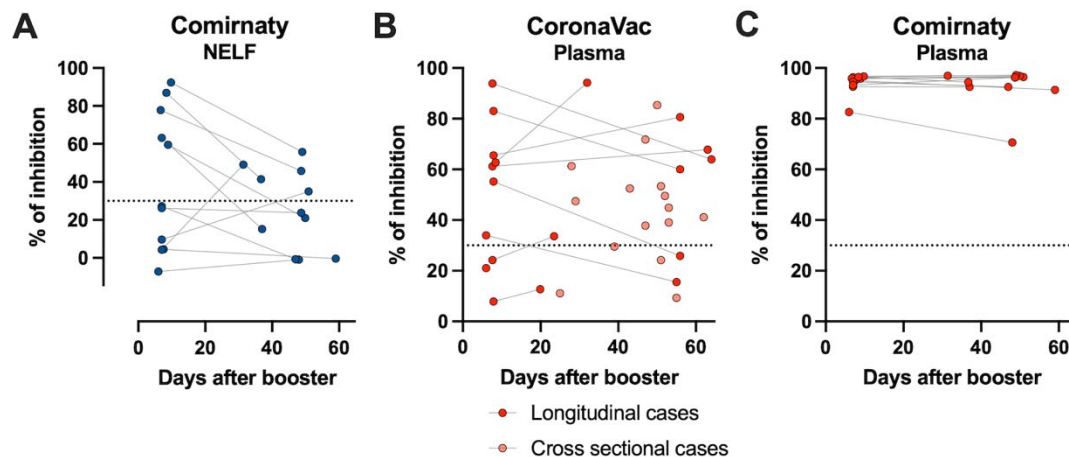 A
Comirnaty
NELF
% of inhibition
100
80
60
40
20
0
0
20
40
60
Days after booster
B
CoronaVac
Plasma
% of inhibition
100
80
60
40
20
0
0
20
40
60
Days after booster
Longitudinal cases
Cross sectional cases
C
Comirnaty
Plasma
% of inhibition
100
80
60
40
20
0
0
20
40
60
Days after booster